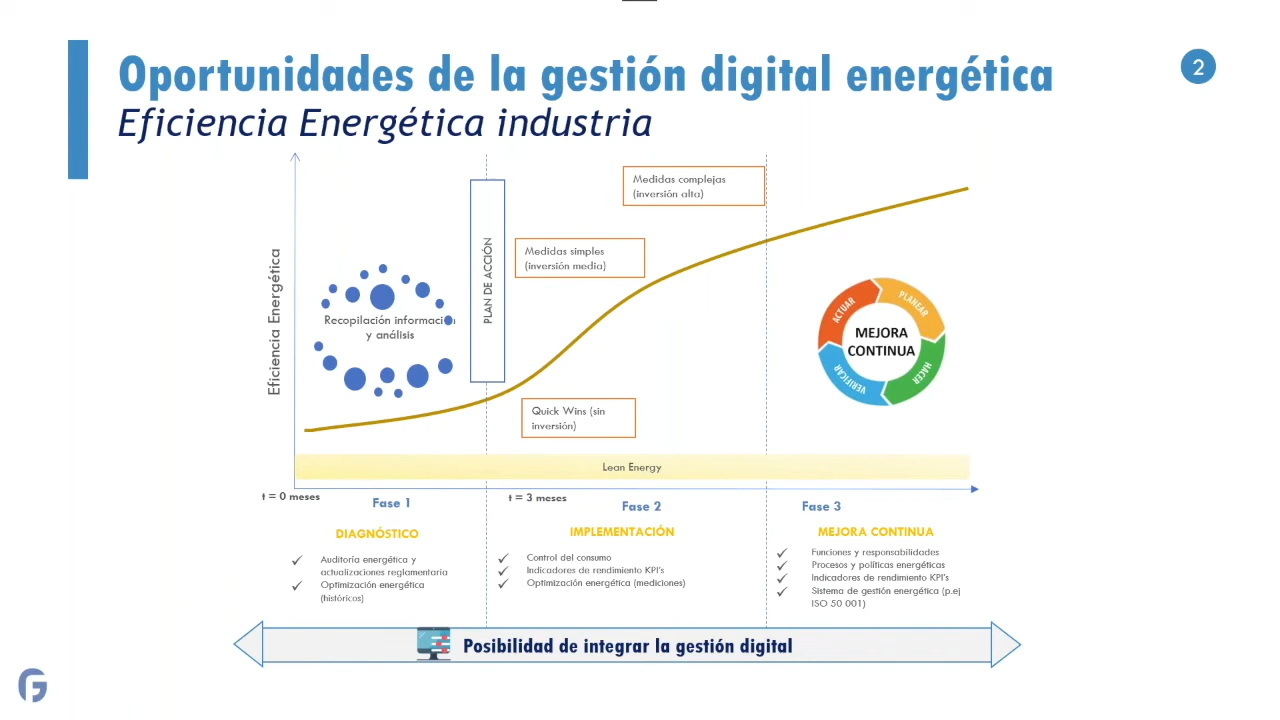 Oportunidades de la gestión digital energética
2
Eficiencia Energética industria
Medidas complejas
(inversión alta)
Medidas simples
(inversión media)
PLAN DE ACCIÓN
Eficiencia Energética
Recopilación información
y análisis
ACTUAR
PLANEAR
MEJORA
CONTINUA
VERIFICAR
HACER
Quick Wins (sin
inversión)
Lean Energy
t = 0 meses
Fase 1
t = 3 meses
Fase 2
Fase 3
DIAGNÓSTICO
Auditoría energética y
actualizaciones reglamentaria
Optimización energética
(históricos)
IMPLEMENTACIÓN
Control del consumo
Indicadores de rendimiento KPI's
Optimización energética (mediciones)
MEJORA CONTINUA
Funciones y responsabilidades
Procesos y políticas energéticas
Indicadores de rendimiento KPI's
Sistema de gestión energética (p.ej
ISO 50 001)
Posibilidad de integrar la gestión digital